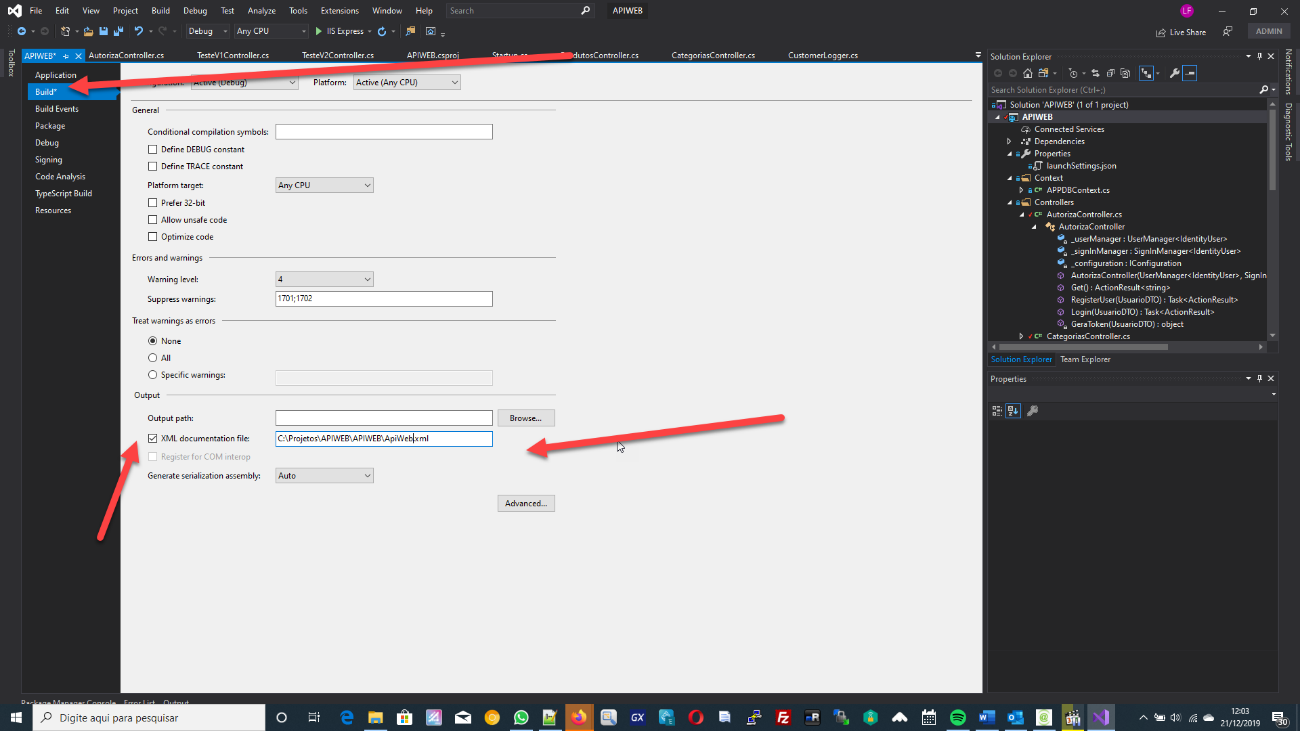 File Edit View Project Build Debug Test Analyze Tools Extensions Window Help Search APIWEB LF
Debug Any CPU IIS Express Live Share ADMIN
APIWEB* AutorizaController.cs TesteV1Controller.cs TesteV2Controller.cs APIWEB.csproj Startup.cs dutosController.cs CategoriasController.cs CustomerLogger.cs
Toolbox
Application
Build*
Build Events
Package
Debug
Signing
Code Analysis
TypeScript Build
Resources
Active (Debug) Platform: Active (Any CPU)
General
Conditional compilation symbols:
Define DEBUG constant
Define TRACE constant
Platform target: Any CPU
Prefer 32-bit
Allow unsafe code
Optimize code
Errors and warnings
Warning level: 4
Suppress warnings: 1701;1702
Treat warnings as errors
None
All
Specific warnings:
Output
Output path: Browse...
XML documentation file: C:\Projetos\APIWEB\APIWEB\ApiWeb.xml
Register for COM interop
Generate serialization assembly: Auto
Advanced...
Solution Explorer
Search Solution Explorer (Ctrl+;)
Solution 'APIWEB' (1 of 1 project)
APIWEB
Connected Services
Dependencies
Properties
launchSettings.json
Context
APPDBContext.cs
Controllers
AutorizaController.cs
AutorizaController
_userManager : UserManager<IdentityUser>
_signInManager : SignInManager<IdentityUser>
_configuration : IConfiguration
AutorizaController(UserManager<IdentityUser>, SignIn
Get() : ActionResult<string>
RegisterUser(UsuarioDTO) : Task<ActionResult>
Login(UsuarioDTO) : Task<ActionResult>
GeraToken(UsuarioDTO) : object
CategoriasController.cs
Solution Explorer Team Explorer
Properties
Notifications
Diagnostic Tools
Package Manager Console Error List Output
Digite aqui para pesquisar
GX
12:03
21/12/2019
30